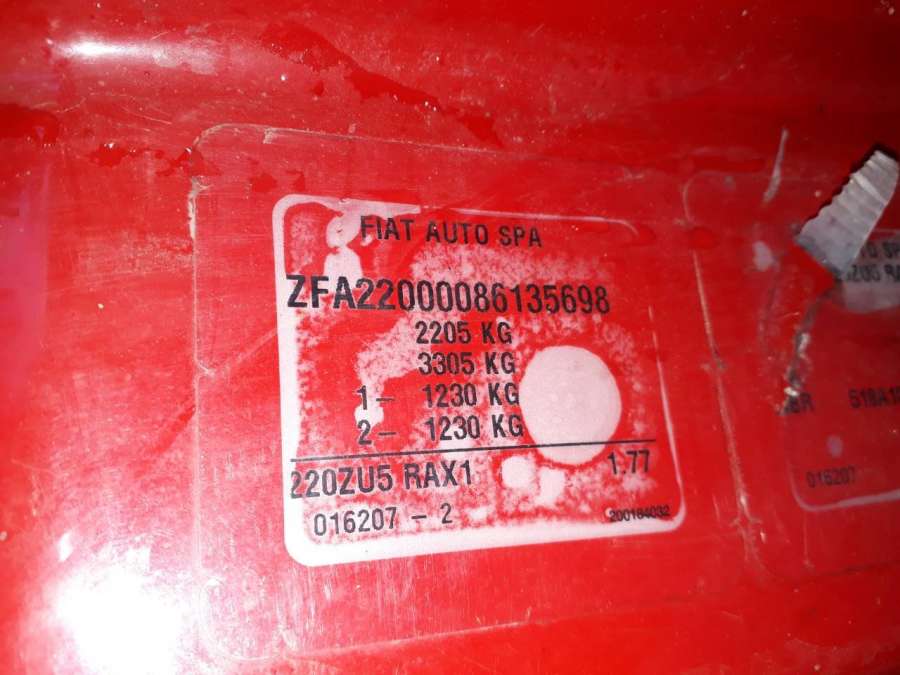 FIAT AUTO SPA
ZFA22000086135698
2205 KG
3305 KG
1- 1230 KG
2- 1230 KG
220ZU5 RAX1 1.77
016207 - 2 200184032
016207